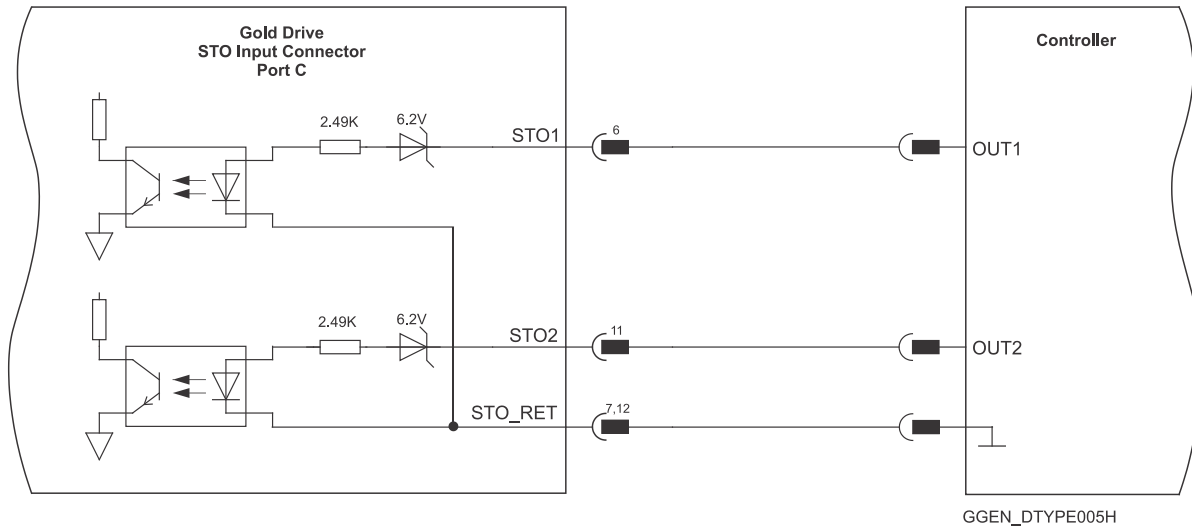 Gold Drive
STO Input Connector
Port C
Controller
2.49K
6.2V
STO1
6
OUT1
2.49K
6.2V
STO2
11
OUT2
STO_RET
7,12
GGEN_DTYPE005H